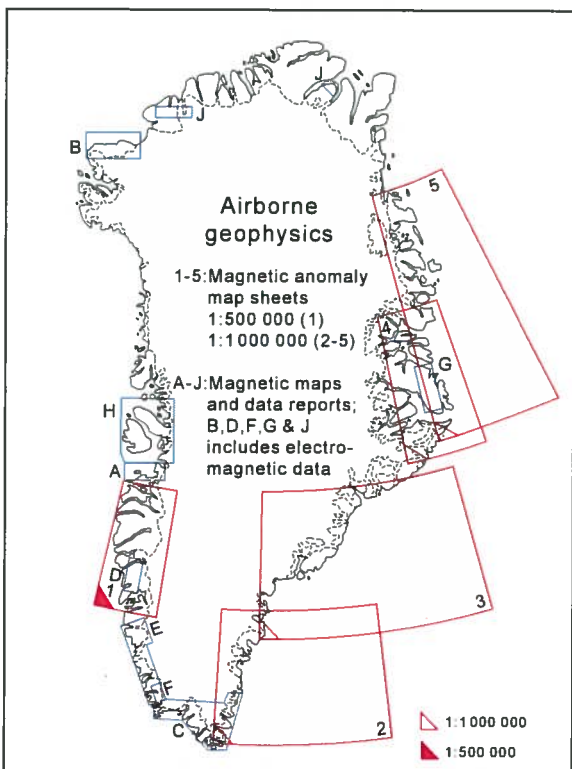 J
J
B
5
Airborne
geophysics
1-5:Magnetic anomaly
map sheets
1:500 000 (1)
1:1 000 000 (2-5)
4
G
A-J:Magnetic maps
and data reports;
B,D,F,G & J
includes electro-
magnetic data
H
A
D
1
3
E
F
C
2
1:1 000 000
1:500 000